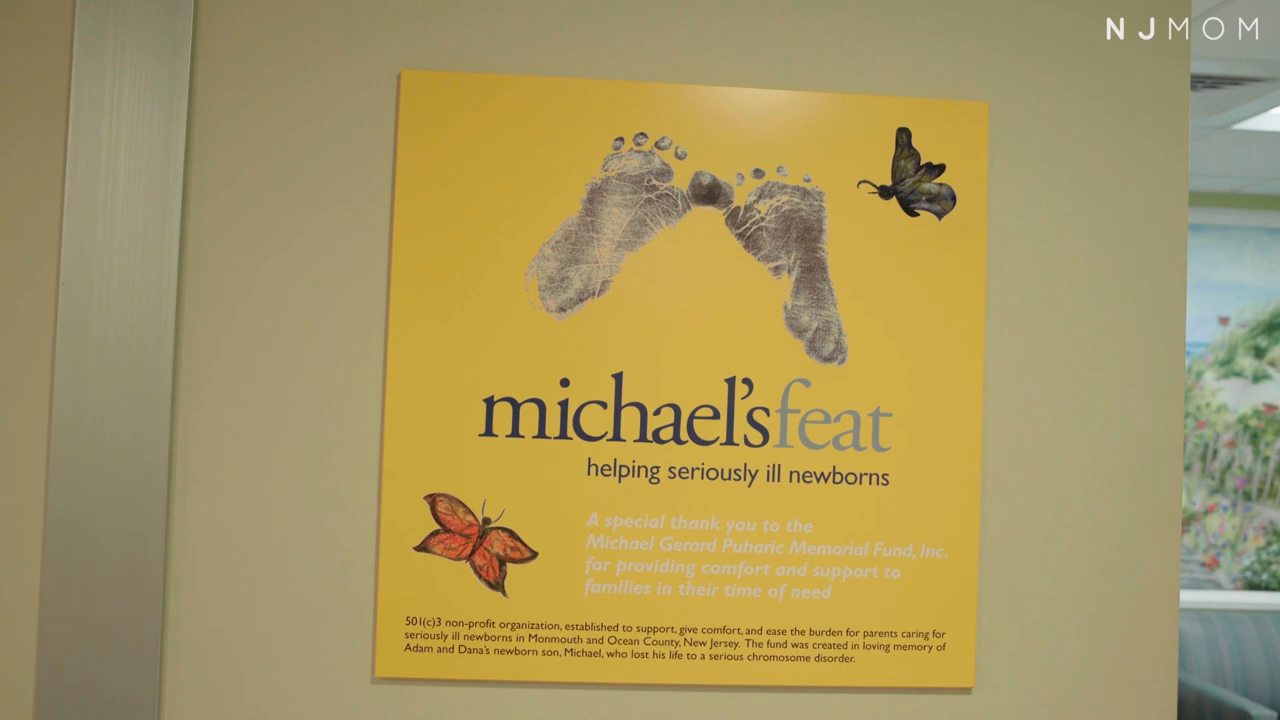 NJMOM
michael'sfeat
helping seriously ill newborns
A special thank you to the
Michael Gerard Puharic Memorial Fund, Inc.
for providing comfort and support to
families in their time of need
501(c)3 non-profit organization, established to support, give comfort, and ease the burden for parents caring for
seriously ill newborns in Monmouth and Ocean County, New Jersey. The fund was created in loving memory of
Adam and Dana's newborn son, Michael, who lost his life to a serious chromosome disorder.